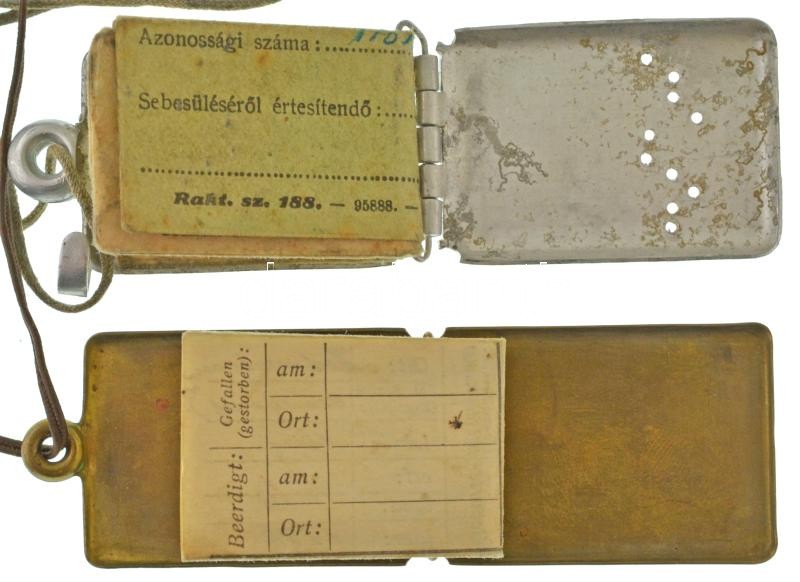 Azonossági száma:
Sebesüléséről értesítendő:
Rakt. sz. 188. — 95888. —
Gefallen (gestorben):
am:
Ort:
Beerdigt:
am:
Ort: